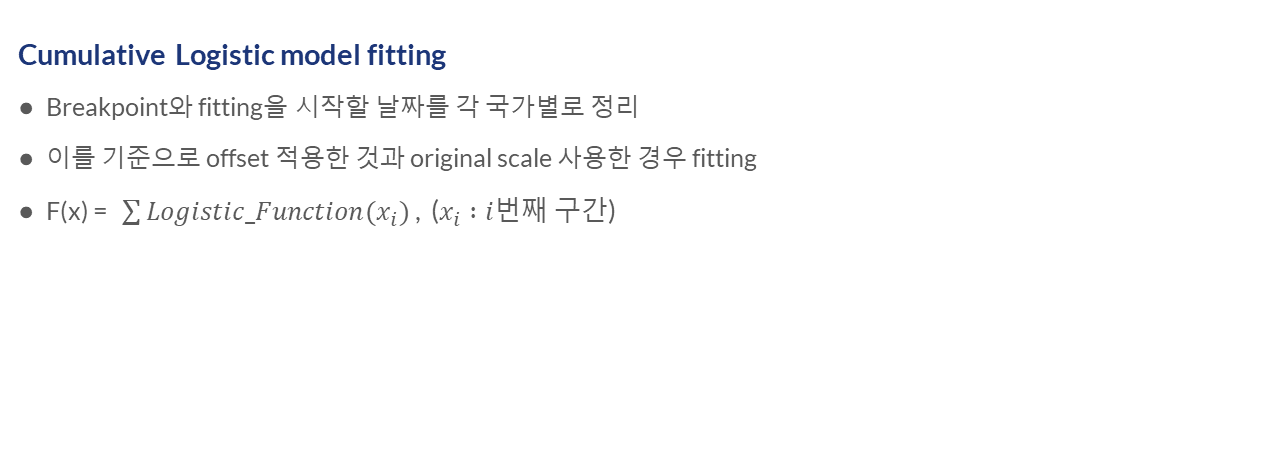 Cumulative Logistic model fitting
● Breakpoint와 fitting을 시작할 날짜를 각 국가별로 정리
● 이를 기준으로 offset 적용한 것과 original scale 사용한 경우 fitting
● F(x) = ∑ Logistic_Function(xᵢ) , (xᵢ : i번째 구간)